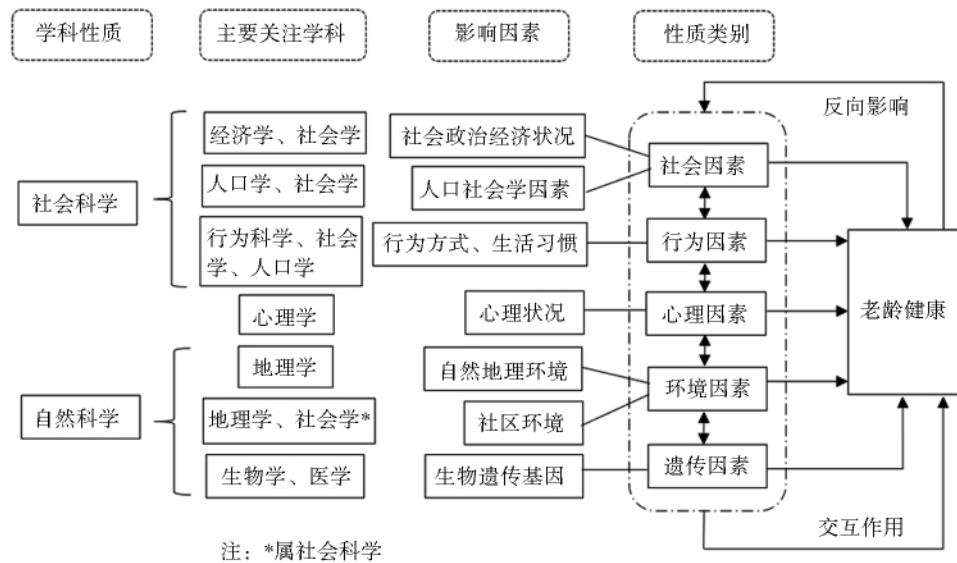 学科性质
主要关注学科
影响因素
性质类别
反向影响
经济学、社会学
社会政治经济状况
社会因素
人口学、社会学
人口社会学因素
社会科学
行为科学、社会
学、人口学
行为方式、生活习惯
行为因素
心理学
心理状况
心理因素
老龄健康
地理学
自然地理环境
环境因素
自然科学
地理学、社会学*
社区环境
生物学、医学
生物遗传基因
遗传因素
交互作用
注：*属社会科学